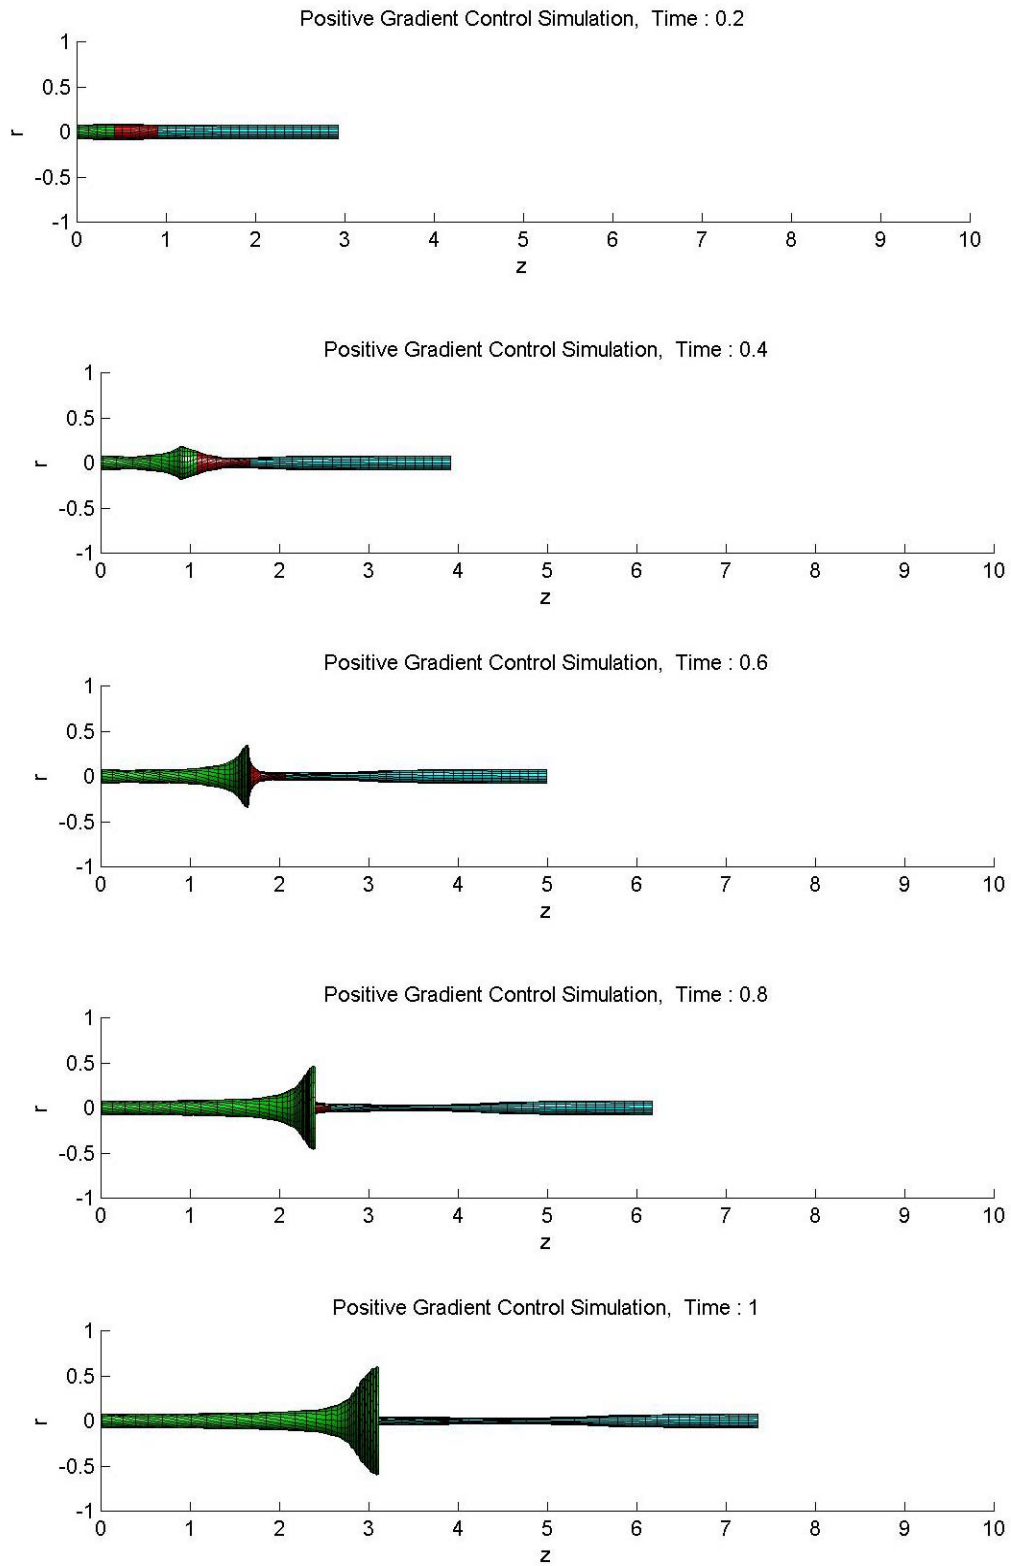 Positive Gradient Control Simulation, Time : 0.2
1
0.5
0
-0.5
-1
r
0 1 2 3 4 5 6 7 8 9 10
z
Positive Gradient Control Simulation, Time : 0.4
1
0.5
0
-0.5
-1
r
0 1 2 3 4 5 6 7 8 9 10
z
Positive Gradient Control Simulation, Time : 0.6
1
0.5
0
-0.5
-1
r
0 1 2 3 4 5 6 7 8 9 10
z
Positive Gradient Control Simulation, Time : 0.8
1
0.5
0
-0.5
-1
r
0 1 2 3 4 5 6 7 8 9 10
z
Positive Gradient Control Simulation, Time : 1
1
0.5
0
-0.5
-1
r
0 1 2 3 4 5 6 7 8 9 10
z